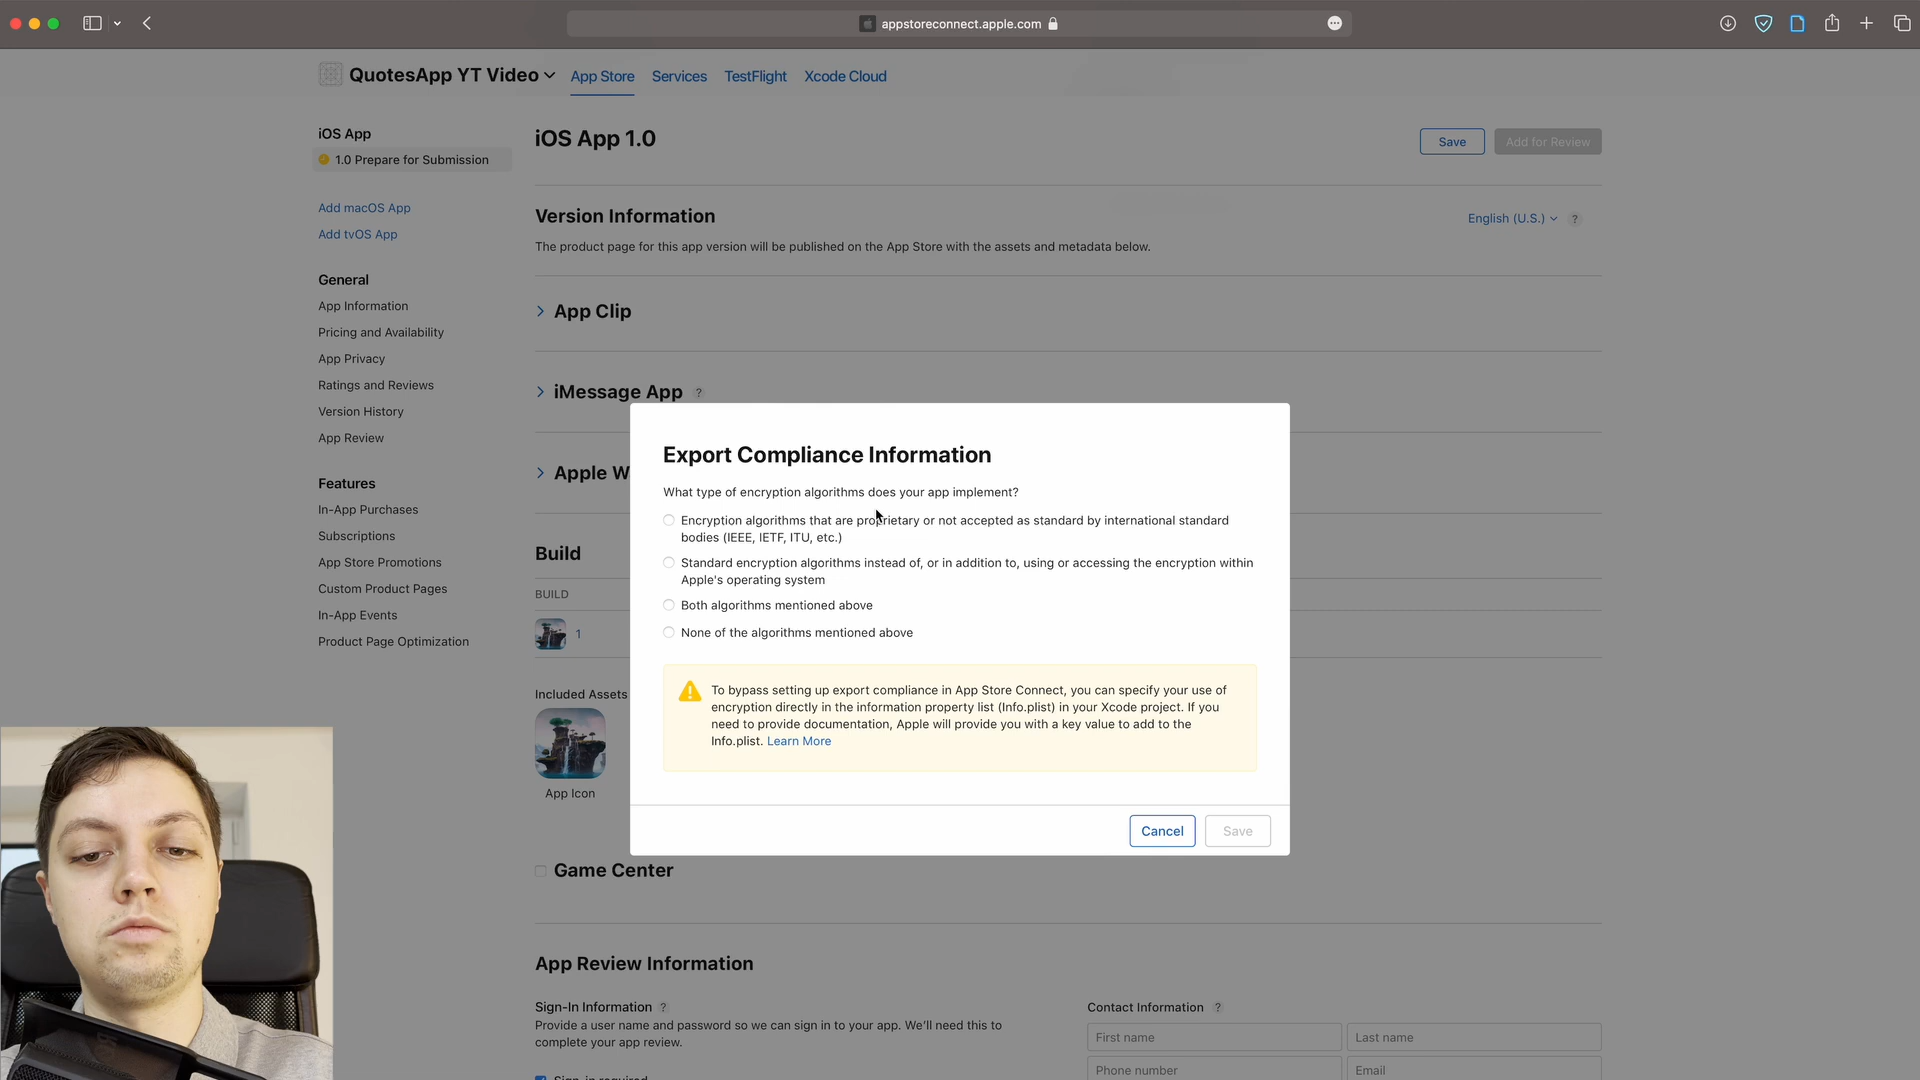 appstoreconnect.apple.com
QuotesApp YT Video
App Store
Services
TestFlight
Xcode Cloud
iOS App
1.0 Prepare for Submission
Add macOS App
Add tvOS App
General
App Information
Pricing and Availability
App Privacy
Ratings and Reviews
Version History
App Review
Features
In-App Purchases
Subscriptions
App Store Promotions
Custom Product Pages
In-App Events
Product Page Optimization
iOS App 1.0
Save
Add for Review
Version Information
English (U.S.)
?
The product page for this app version will be published on the App Store with the assets and metadata below.
App Clip
iMessage App ?
Apple W
Build
BUILD
1
Included Assets
App Icon
Export Compliance Information
What type of encryption algorithms does your app implement?
Encryption algorithms that are proprietary or not accepted as standard by international standard
bodies (IEEE, IETF, ITU, etc.)
Standard encryption algorithms instead of, or in addition to, using or accessing the encryption within
Apple's operating system
Both algorithms mentioned above
None of the algorithms mentioned above
To bypass setting up export compliance in App Store Connect, you can specify your use of
encryption directly in the information property list (Info.plist) in your Xcode project. If you
need to provide documentation, Apple will provide you with a key value to add to the
Info.plist. Learn More
Cancel
Save
Game Center
App Review Information
Sign-In Information ?
Provide a user name and password so we can sign in to your app. We'll need this to
complete your app review.
Sign-in required
Contact Information ?
First name
Last name
Phone number
Email